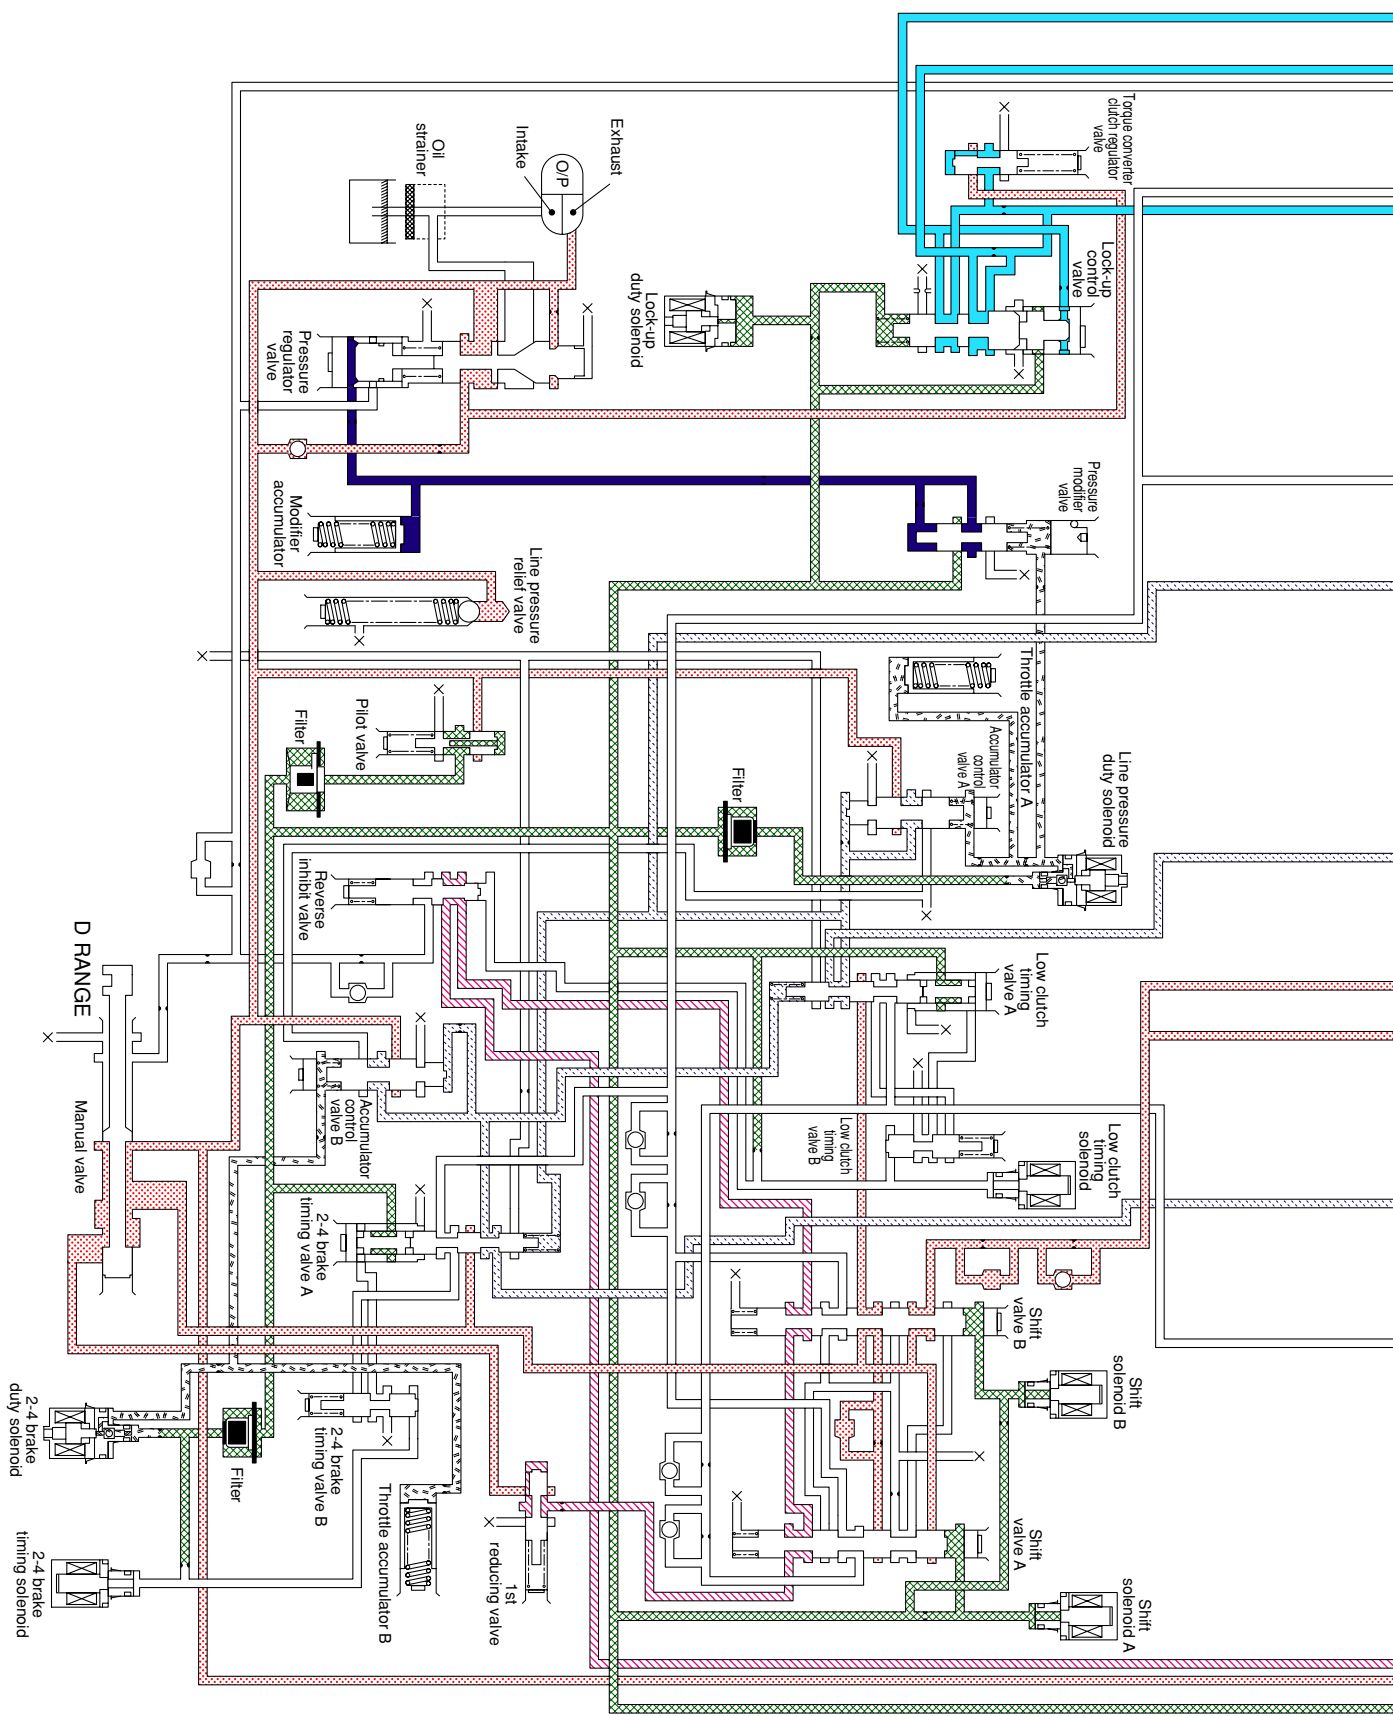 Torque converter
clutch regulator
valve
Exhaust
Intake
O/P
Oil
strainer
Lock-up
control
valve
Lock-up
duty solenoid
Pressure
regulator
valve
Pressure
modifier
valve
Modifier
accumulator
Line pressure
relief valve
Throttle accumulator A
Pilot valve
Filter
Accumulator
control
valve A
Line pressure
duty solenoid
Filter
Reverse
inhibit valve
D RANGE
Low clutch
timing
valve A
Manual valve
Accumulator
control
valve B
Low clutch
timing
valve B
Low clutch
timing
solenoid
2-4 brake
timing valve A
Shift
valve B
Shift
solenoid B
2-4 brake
duty solenoid
Filter
2-4 brake
timing valve B
Throttle accumulator B
1st
reducing valve
Shift
valve A
Shift
solenoid A
2-4 brake
timing solenoid